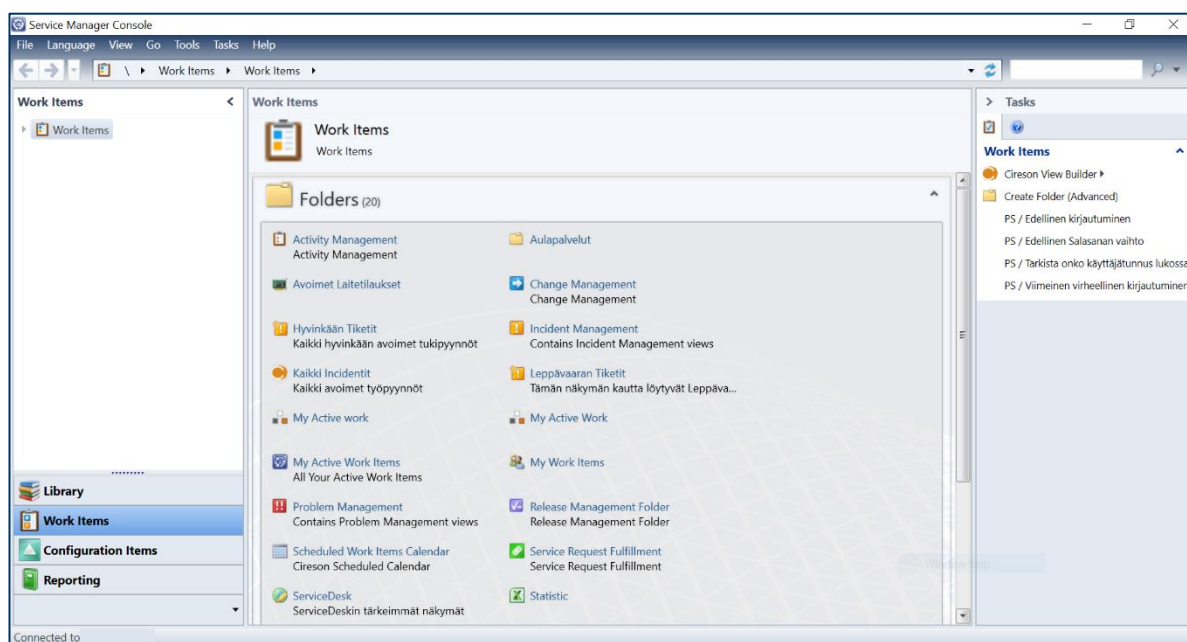 Service Manager Console
File Language View Go Tools Tasks Help
\ Work Items Work Items
Work Items
Work Items
Library
Work Items
Configuration Items
Reporting
Connected to
Work Items
Work Items
Work Items
Folders (20)
Activity Management
Activity Management
Aulapalvelut
Avoimet Laitetilaukset
Change Management
Change Management
Hyvinkään Tiketit
Kaikki hyvinkään avoimet tukipyynnöt
Incident Management
Contains Incident Management views
Kaikki Incidentit
Kaikki avoimet työpyynnöt
Leppävaaran Tiketit
Tämän näkymän kautta löytyvät Leppäva...
My Active work
My Active Work
My Active Work Items
All Your Active Work Items
My Work Items
Problem Management
Contains Problem Management views
Release Management Folder
Release Management Folder
Scheduled Work Items Calendar
Cireson Scheduled Calendar
Service Request Fulfillment
Service Request Fulfillment
ServiceDesk
ServiceDeskin tärkeimmät näkymät
Statistic
Window Snip
Tasks
Work Items
Cireson View Builder
Create Folder (Advanced)
PS / Edellinen kirjautuminen
PS / Edellinen Salasanan vaihto
PS / Tarkista onko käyttäjätunnus lukossa
PS / Viimeinen virheellinen kirjautuminen